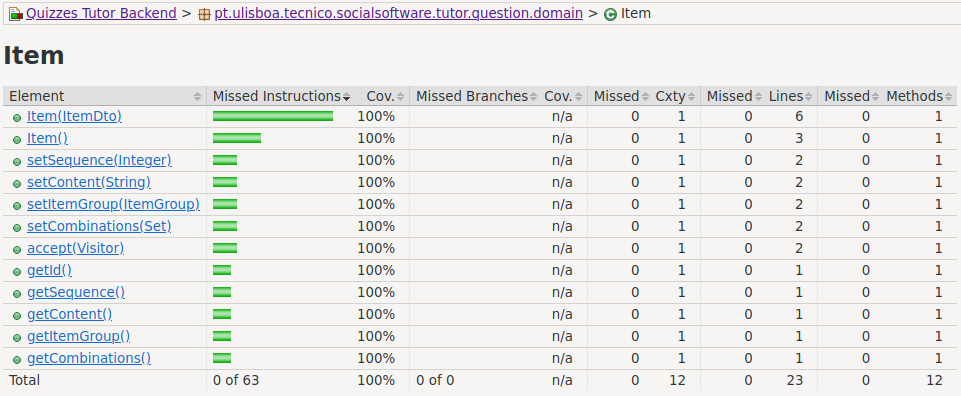 Quizzes Tutor Backend > pt.ulisboa.tecnico.socialsoftware.tutor.question.domain > Item
Item
Element Missed Instructions Cov. Missed Branches Cov. Missed Cxty Missed Lines Missed Methods
Item(ItemDto) 100% n/a 0 1 0 6 0 1
Item() 100% n/a 0 1 0 3 0 1
setSequence(Integer) 100% n/a 0 1 0 2 0 1
setContent(String) 100% n/a 0 1 0 2 0 1
setItemGroup(ItemGroup) 100% n/a 0 1 0 2 0 1
setCombinations(Set) 100% n/a 0 1 0 2 0 1
accept(Visitor) 100% n/a 0 1 0 2 0 1
getId() 100% n/a 0 1 0 1 0 1
getSequence() 100% n/a 0 1 0 1 0 1
getContent() 100% n/a 0 1 0 1 0 1
getItemGroup() 100% n/a 0 1 0 1 0 1
getCombinations() 100% n/a 0 1 0 1 0 1
Total 0 of 63 100% 0 of 0 n/a 0 12 0 23 0 12